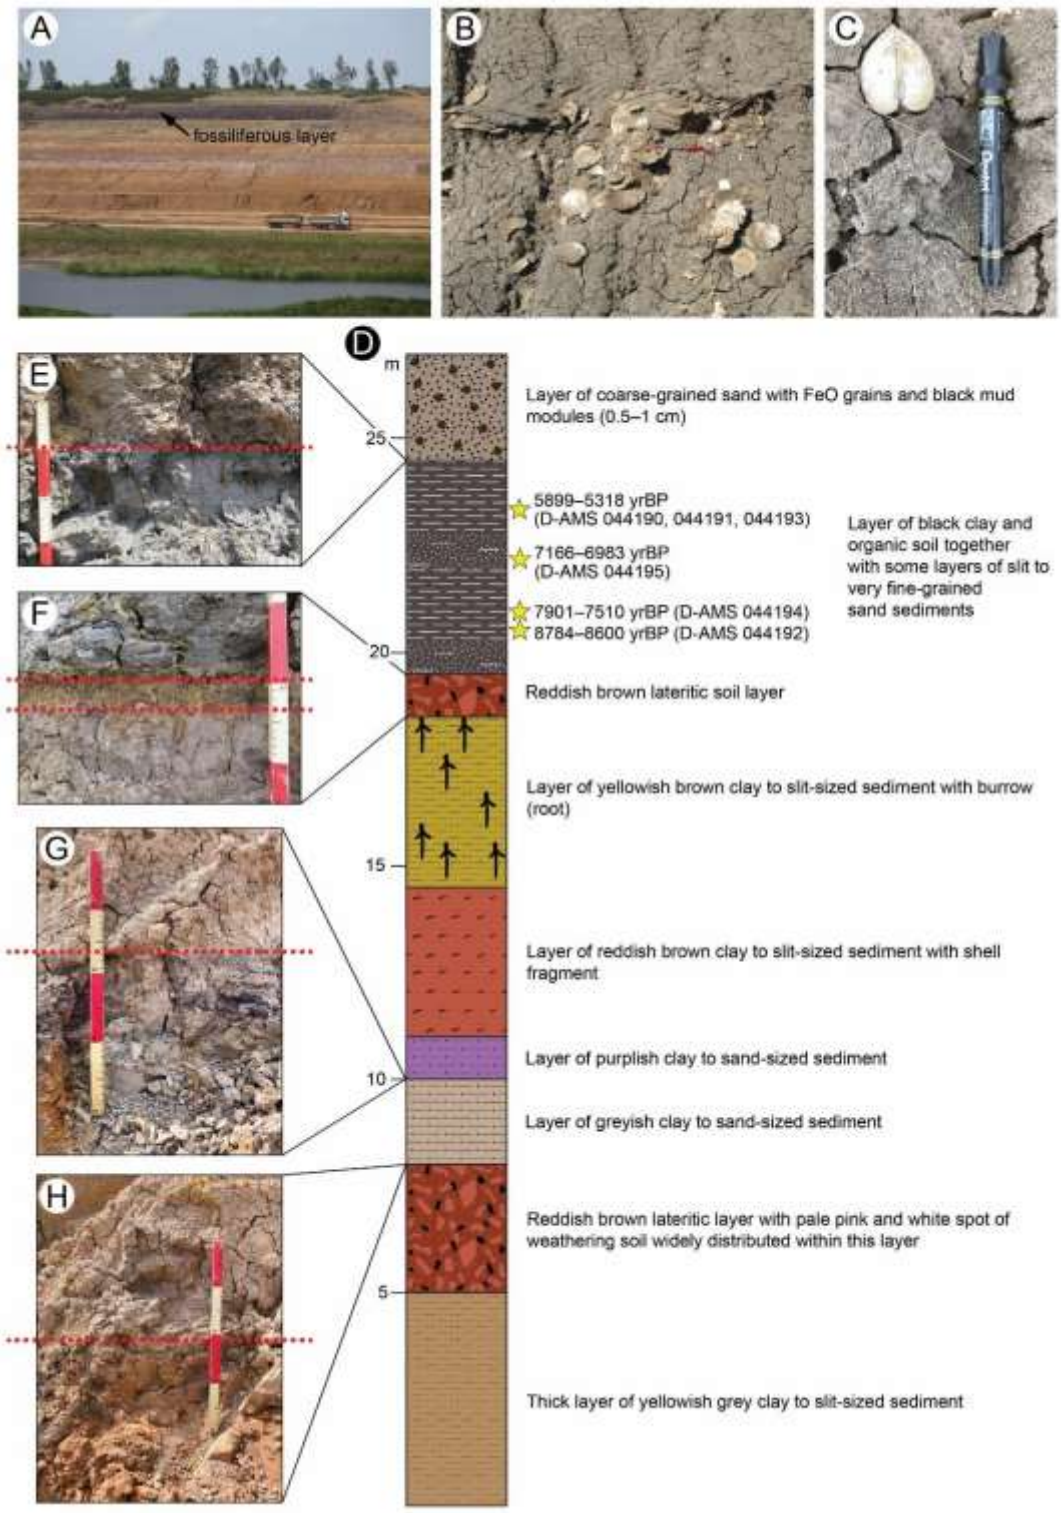 A
fossiliferous layer
B
C
D
m
E
Layer of coarse-grained sand with FeO grains and black mud
modules (0.5–1 cm)
25
5899–5318 yrBP
(D-AMS 044190, 044191, 044193)
7166–6983 yrBP
(D-AMS 044195)
7901–7510 yrBP (D-AMS 044194)
8784–8600 yrBP (D-AMS 044192)
Layer of black clay and
organic soil together
with some layers of slit to
very fine-grained
sand sediments
F
20
Reddish brown lateritic soil layer
Layer of yellowish brown clay to slit-sized sediment with burrow
(root)
G
15
Layer of reddish brown clay to slit-sized sediment with shell
fragment
Layer of purplish clay to sand-sized sediment
10
Layer of greyish clay to sand-sized sediment
H
Reddish brown lateritic layer with pale pink and white spot of
weathering soil widely distributed within this layer
5
Thick layer of yellowish grey clay to slit-sized sediment